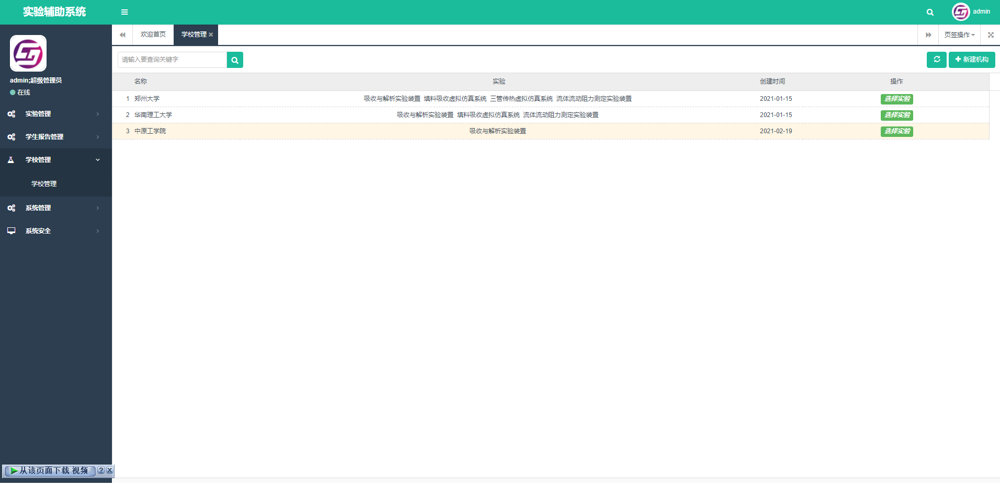 实验辅助系统
admin
欢迎首页
学校管理
页签操作
admin;超级管理员
在线
实验管理
学生报告管理
学校管理
学校管理
系统管理
系统安全
请输入要查询关键字
新建机构
名称 实验 创建时间 操作
1 郑州大学 吸收与解析实验装置 填料吸收虚拟仿真系统 三管传热虚拟仿真系统 流体流动阻力测定实验装置 2021-01-15 选择实验
2 华南理工大学 吸收与解析实验装置 填料吸收虚拟仿真系统 流体流动阻力测定实验装置 2021-01-15 选择实验
3 中原工学院 吸收与解析实验装置 2021-02-19 选择实验
从该页面下载 视频 ? X